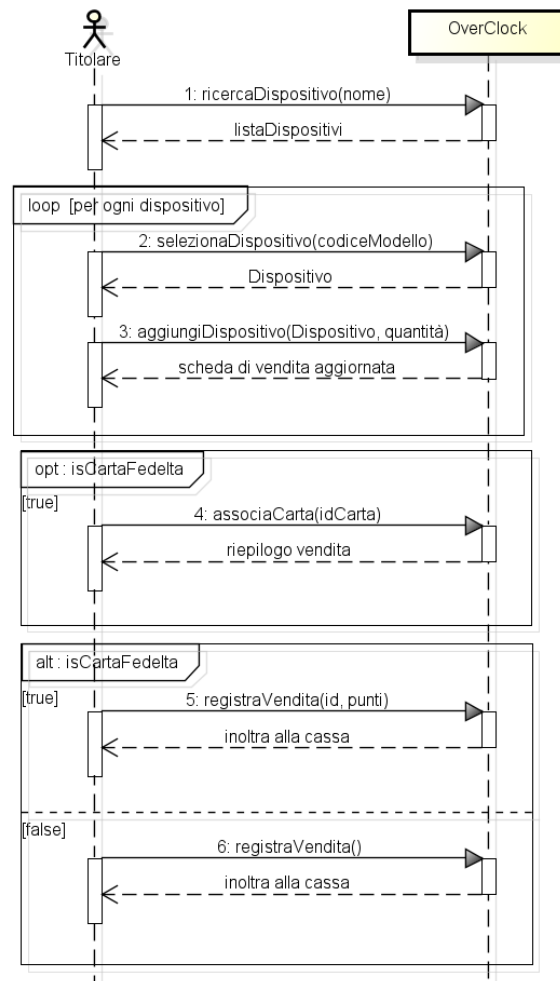 Titolare
OverClock
1: ricercaDispositivo(nome)
listaDispositivi
loop [per ogni dispositivo]
2: selezionaDispositivo(codiceModello)
Dispositivo
3: aggiungiDispositivo(Dispositivo, quantità)
scheda di vendita aggiornata
opt : isCartaFedelta
[true]
4: associaCarta(idCarta)
riepilogo vendita
alt : isCartaFedelta
[true]
5: registraVendita(id, punti)
inoltra alla cassa
[false]
6: registraVendita()
inoltra alla cassa